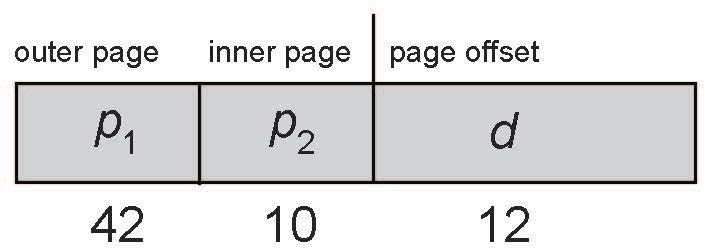 outer page inner page page offset
p1 p2 d
42 10 12